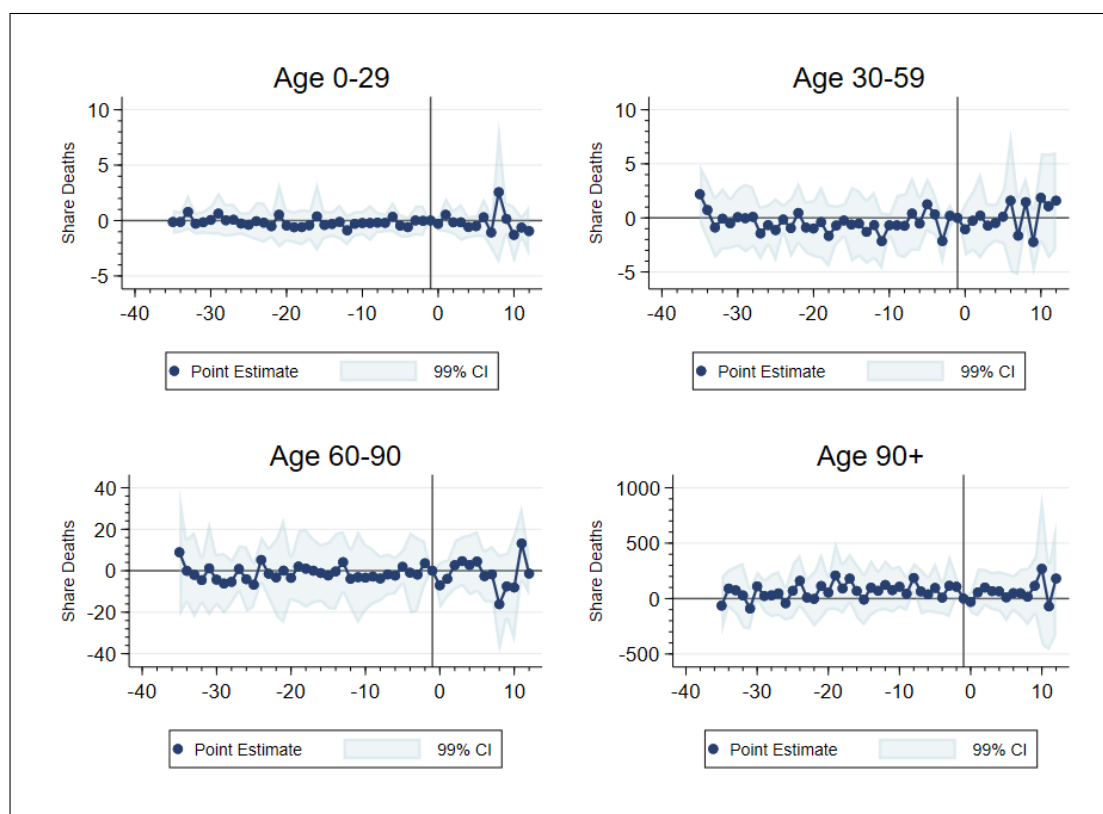 Age 0-29
Age 30-59
Share Deaths
10
5
0
-5
-40 -30 -20 -10 0 10
Share Deaths
10
5
0
-5
-40 -30 -20 -10 0 10
Point Estimate 99% CI
Point Estimate 99% CI
Age 60-90
Age 90+
Share Deaths
40
20
0
-20
-40
-40 -30 -20 -10 0 10
Share Deaths
1000
500
0
-500
-40 -30 -20 -10 0 10
Point Estimate 99% CI
Point Estimate 99% CI